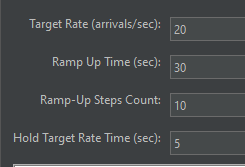 Target Rate (arrivals/sec): 20
Ramp Up Time (sec): 30
Ramp-Up Steps Count: 10
Hold Target Rate Time (sec): 5